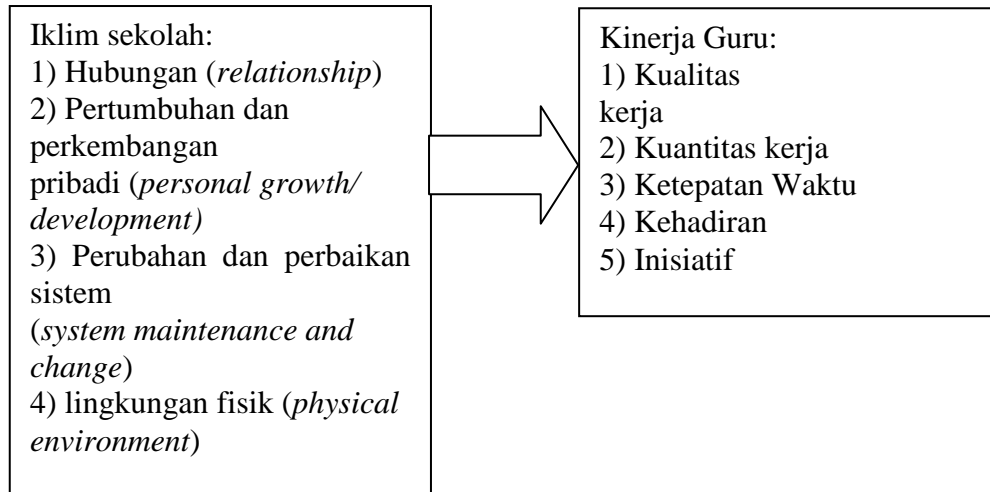 Iklim sekolah:
1) Hubungan (relationship)
2) Pertumbuhan dan
perkembangan
pribadi (personal growth/
development)
3) Perubahan dan perbaikan
sistem
(system maintenance and
change)
4) lingkungan fisik (physical
environment)
Kinerja Guru:
1) Kualitas
kerja
2) Kuantitas kerja
3) Ketepatan Waktu
4) Kehadiran
5) Inisiatif